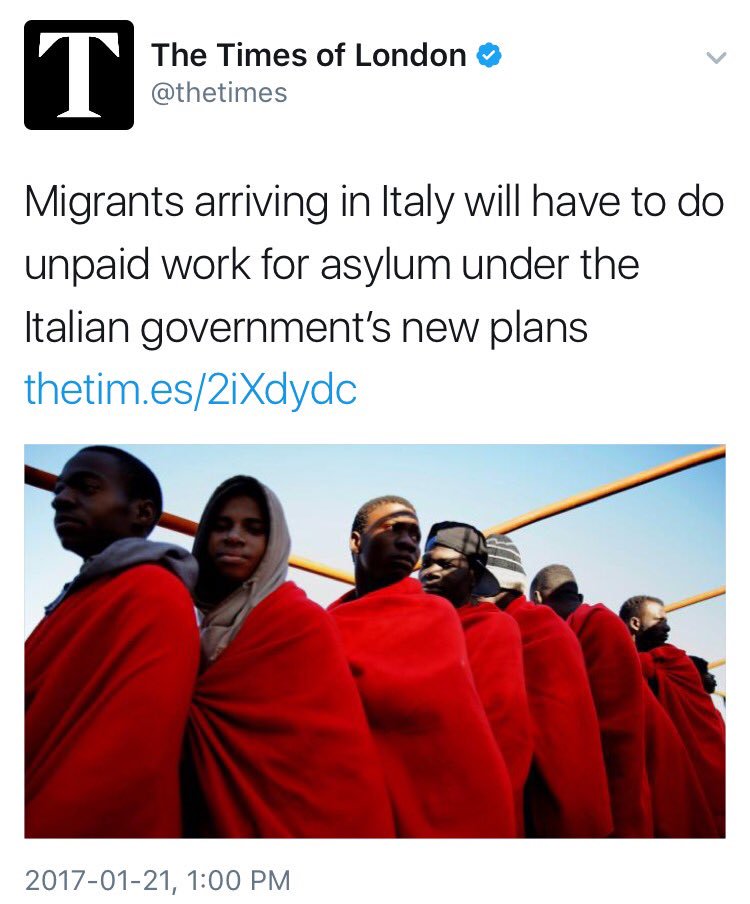 T
The Times of London
@thetimes
Migrants arriving in Italy will have to do
unpaid work for asylum under the
Italian government's new plans
thetim.es/2iXdydc
2017-01-21, 1:00 PM